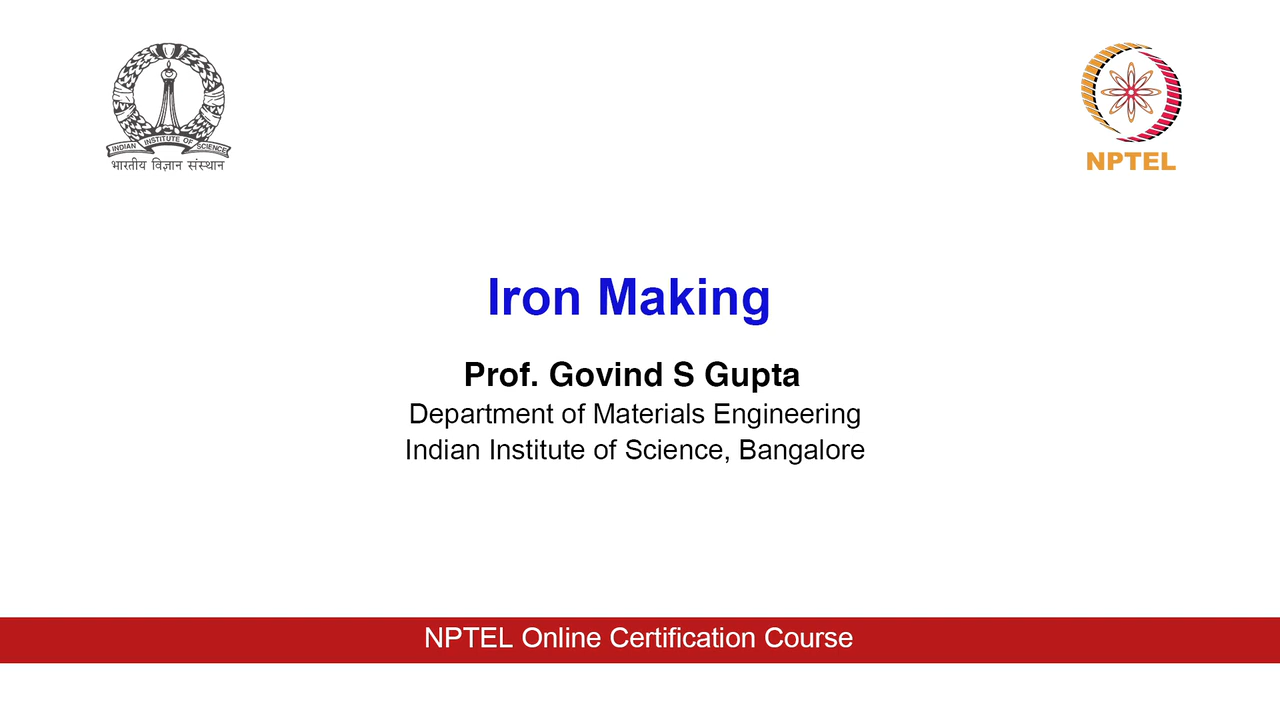 INDIAN INSTITUTE OF SCIENCE
भारतीय विज्ञान संस्थान
NPTEL
Iron Making
Prof. Govind S Gupta
Department of Materials Engineering
Indian Institute of Science, Bangalore
NPTEL Online Certification Course